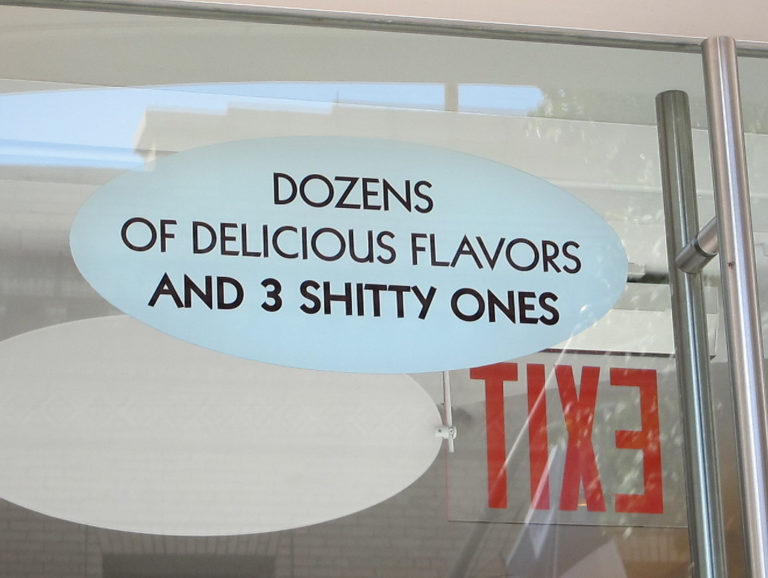 DOZENS
OF DELICIOUS FLAVORS
AND 3 SHITTY ONES
EXIT